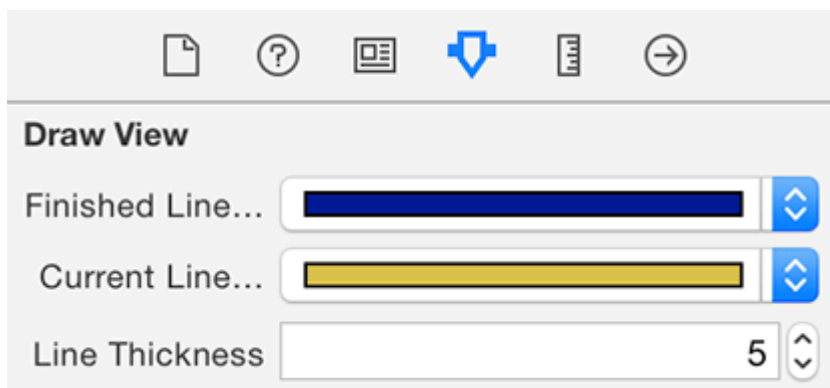 Draw View
Finished Line...
Current Line...
Line Thickness 5